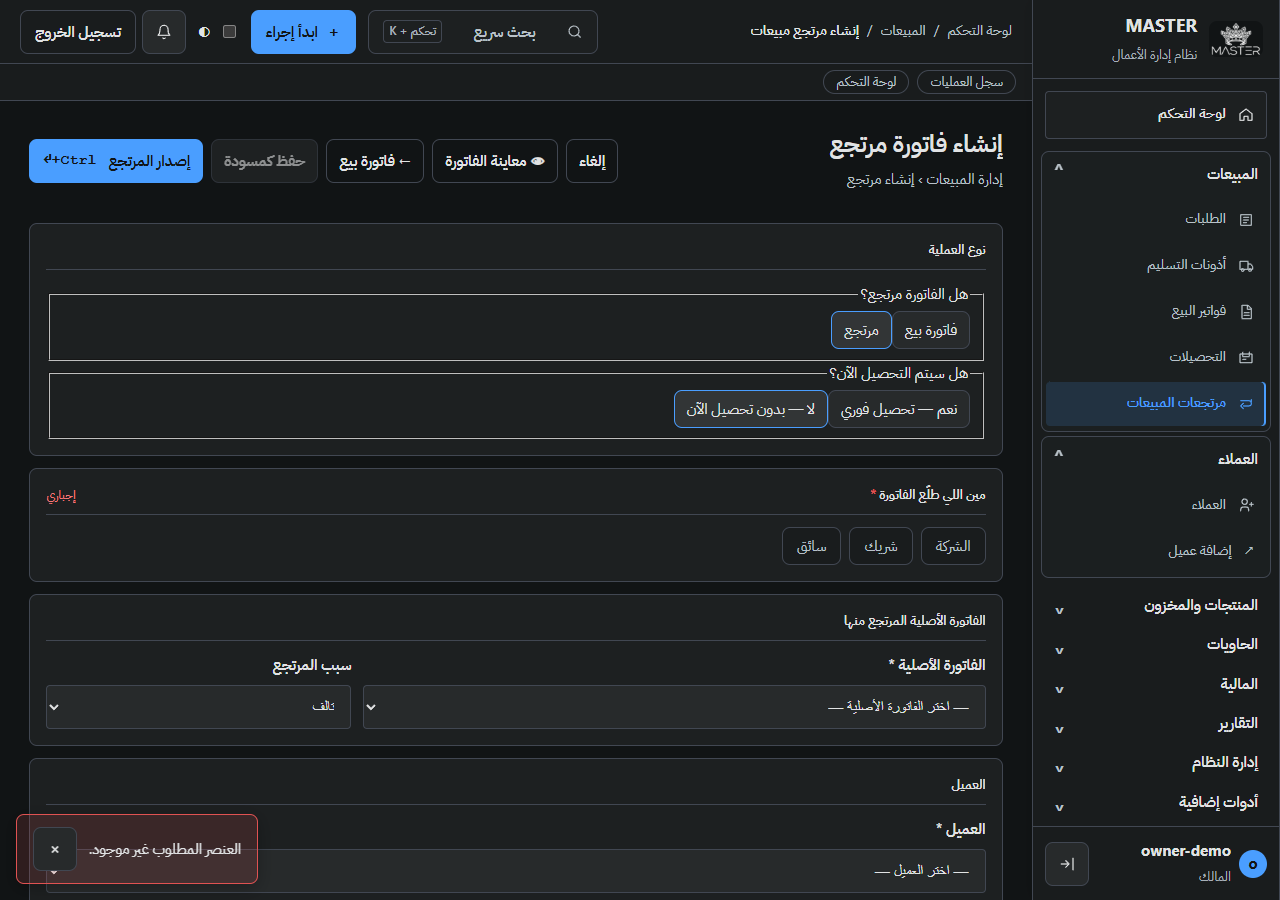 MASTER
MASTER
نظام إدارة الأعمال
لوحة التحكم
المبيعات
الطلبات
أذونات التسليم
فواتير البيع
التحصيلات
مرتجعات المبيعات
العملاء
العملاء
إضافة عميل
المنتجات والمخزون
الحاويات
المالية
التقارير
إدارة النظام
أدوات إضافية
owner-demo
المالك
o
لوحة التحكم / المبيعات / إنشاء مرتجع مبيعات
بحث سريع
تحكم + K
+ ابدأ إجراء
تسجيل الخروج
سجل العمليات
لوحة التحكم
إنشاء فاتورة مرتجع
إدارة المبيعات › إنشاء مرتجع
إلغاء
معاينة الفاتورة
← فاتورة بيع
حفظ كمسودة
إصدار المرتجع Ctrl+↵
نوع العملية
هل الفاتورة مرتجع؟
فاتورة بيع
مرتجع
هل سيتم التحصيل الآن؟
نعم — تحصيل فوري
لا — بدون تحصيل الآن
مين اللي طلّع الفاتورة *
إجباري
الشركة
شريك
سائق
الفاتورة الأصلية المرتجع منها
الفاتورة الأصلية *
سبب المرتجع
— اختر الفاتورة الأصلية —
تالف
العميل
العميل *
— اختر العميل —
العنصر المطلوب غير موجود.
×